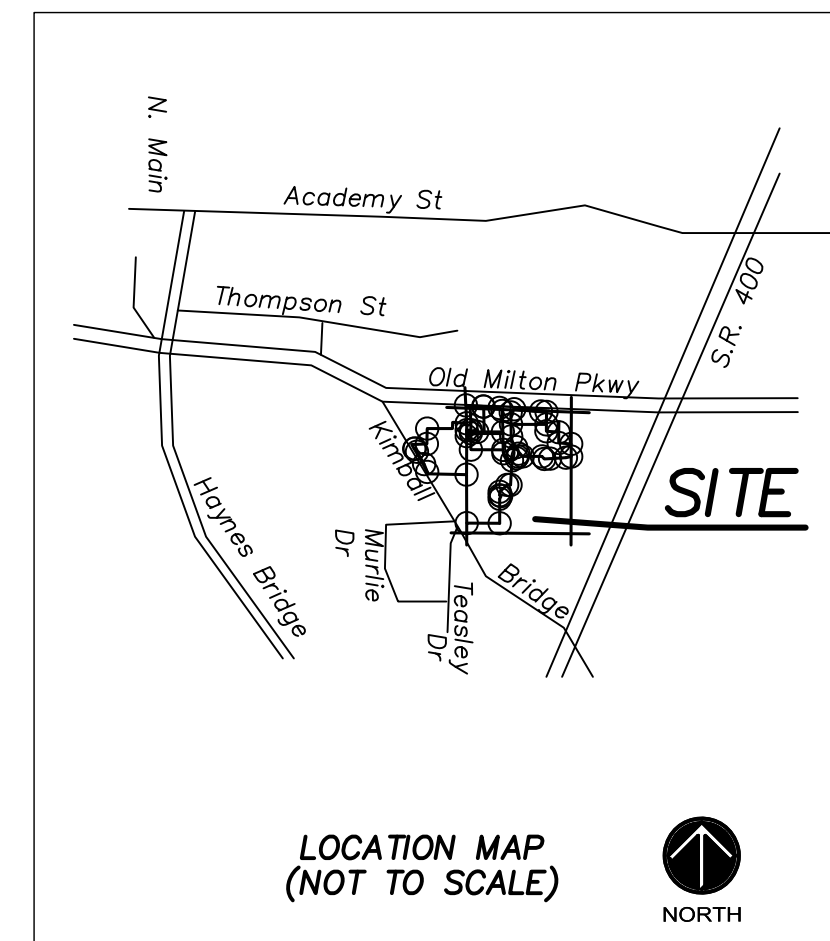 N. Main
Academy St
Thompson St
S.R. 400
Old Milton Pkwy
Kimball
SITE
Haynes Bridge
Murlie
Dr
Bridge
Teasley
Dr
LOCATION MAP
(NOT TO SCALE)
NORTH